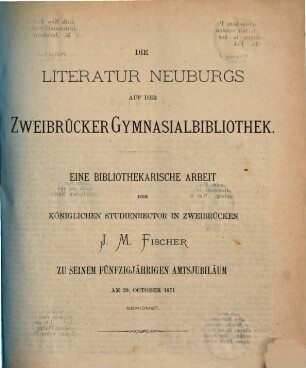 DIE
LITERATUR NEUBURGS
AUF DER
ZWEIBRÜCKER GYMNASIALBIBLIOTHEK.
EINE BIBLIOTHEKARISCHE ARBEIT
DEM
KÖNIGLICHEN STUDIENRECTOR IN ZWEIBRÜCKEN
J. M. FISCHER
ZU SEINEM FÜNFZIGJÄHRIGEN AMTSJUBILÄUM
AM 29. OCTOBER 1871
GEWIDMET.